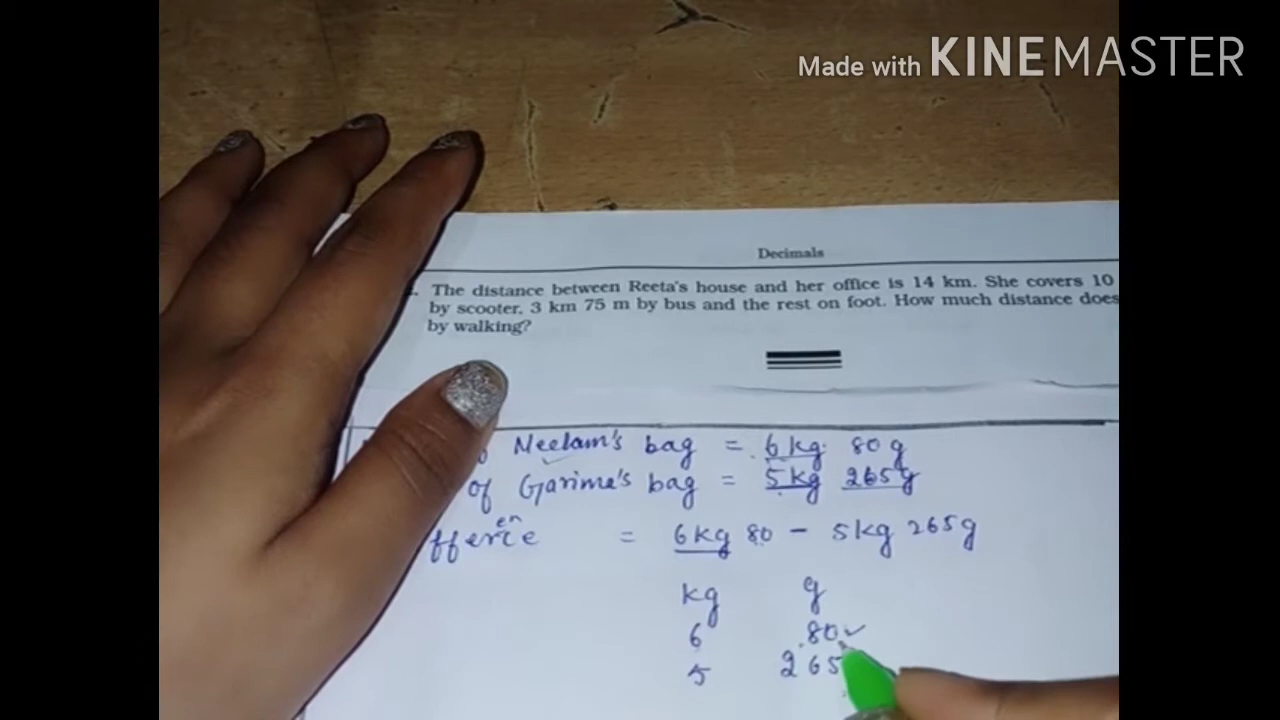 Made with KINEMASTER
Decimals
The distance between Reeta's house and her office is 14 km. She covers 10
by scooter, 3 km 75 m by bus and the rest on foot. How much distance does
by walking?
Neelam's bag = 6 kg 80 g
of Garima's bag = 5 kg 265 g
en
fferce = 6 kg 80 - 5 kg 265 g
kg g
6 80 ✓
5 265